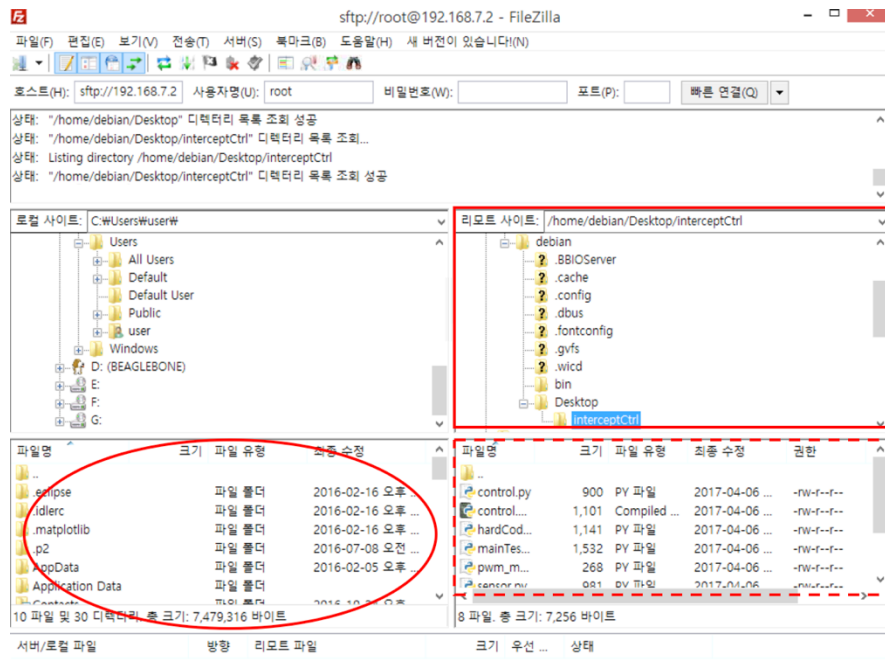 sftp://root@192.168.7.2 - FileZilla
파일(F) 편집(E) 보기(V) 전송(T) 서버(S) 북마크(B) 도움말(H) 새 버전이 있습니다!(N)
호스트(H): sftp://192.168.7.2 사용자명(U): root 비밀번호(W): 포트(P): 빠른 연결(Q)
상태: "/home/debian/Desktop" 디렉터리 목록 조회 성공
상태: "/home/debian/Desktop/interceptCtrl" 디렉터리 목록 조회...
상태: Listing directory /home/debian/Desktop/interceptCtrl
상태: "/home/debian/Desktop/interceptCtrl" 디렉터리 목록 조회 성공
로컬 사이트: C:₩Users₩user₩
Users
All Users
Default
Default User
Public
user
Windows
D: (BEAGLEBONE)
E:
F:
G:
리모트 사이트: /home/debian/Desktop/interceptCtrl
debian
.BBIOServer
.cache
.config
.dbus
.fontconfig
.gvfs
.wicd
bin
Desktop
interceptCtrl
파일명 크기 파일 유형 최종 수정
..
.eclipse 파일 폴더 2016-02-16 오후 ...
.idlerc 파일 폴더 2016-02-16 오후 ...
.matplotlib 파일 폴더 2016-02-16 오후 ...
.p2 파일 폴더 2016-07-08 오전 ...
AppData 파일 폴더 2016-02-05 오후 ...
Application Data 파일 폴더
Contacts 파일 폴더
10 파일 및 30 디렉터리. 총 크기: 7,479,316 바이트
파일명 크기 파일 유형 최종 수정 권한
..
control.py 900 PY 파일 2017-04-06 ... -rw-r--r--
control.... 1,101 Compiled ... 2017-04-06 ... -rw-r--r--
hardCod... 1,141 PY 파일 2017-04-06 ... -rw-r--r--
mainTes... 1,532 PY 파일 2017-04-06 ... -rw-r--r--
pwm_m... 268 PY 파일 2017-04-06 ... -rw-r--r--
sensor.py 981 PY 파일 2017-04-06 ... -rw-r--r--
8 파일. 총 크기: 7,256 바이트
서버/로컬 파일 방향 리모트 파일 크기 우선 ... 상태